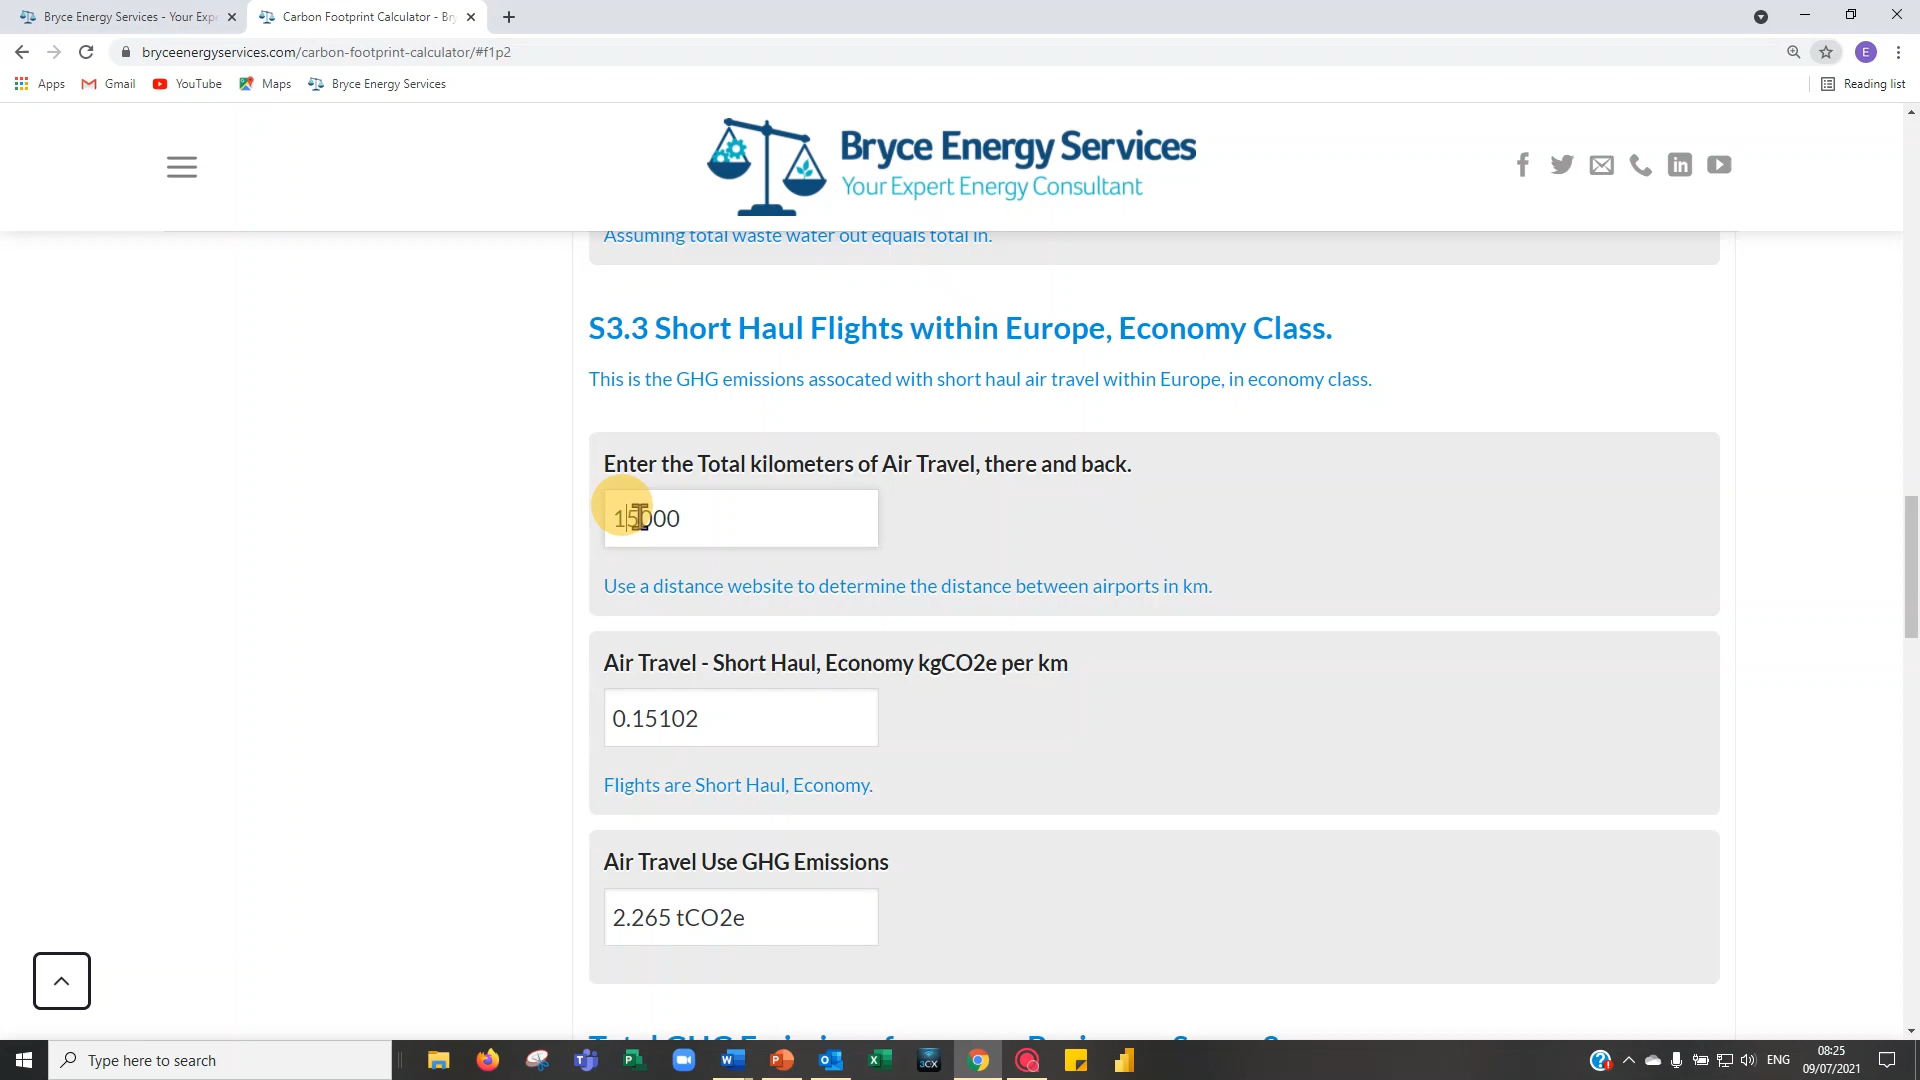 Bryce Energy Services - Your Exp
Carbon Footprint Calculator - Br
bryceenergyservices.com/carbon-footprint-calculator/#f1p2
E
Apps
Gmail
YouTube
Maps
Bryce Energy Services
Reading list
Bryce Energy Services
Your Expert Energy Consultant
Assuming total waste water out equals total in.
S3.3 Short Haul Flights within Europe, Economy Class.
This is the GHG emissions assocated with short haul air travel within Europe, in economy class.
Enter the Total kilometers of Air Travel, there and back.
15000
Use a distance website to determine the distance between airports in km.
Air Travel - Short Haul, Economy kgCO2e per km
0.15102
Flights are Short Haul, Economy.
Air Travel Use GHG Emissions
2.265 tCO2e
Type here to search
3CX
ENG
08:25
09/07/2021